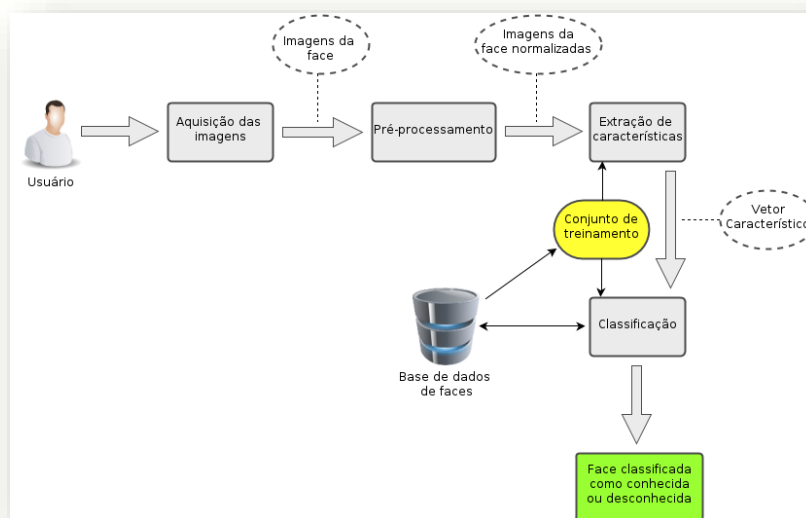 Imagens da
face
Imagens da
face normalizadas
Usuário
Aquisição das
imagens
Pré-processamento
Extração de
características
Vetor
Característico
Conjunto de
treinamento
Classificação
Base de dados
de faces
Face classificada
como conhecida
ou desconhecida